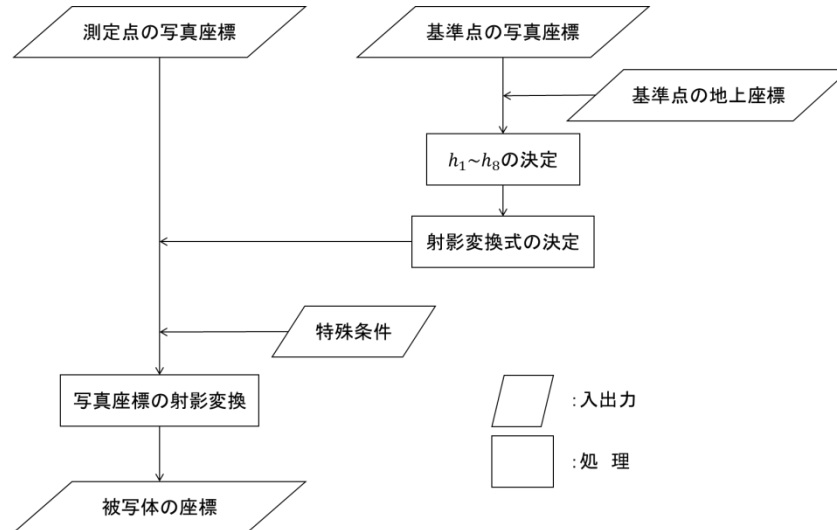 測定点の写真座標
基準点の写真座標
基準点の地上座標
h₁~h₈の決定
射影変換式の決定
特殊条件
写真座標の射影変換
:入出力
:処 理
被写体の座標